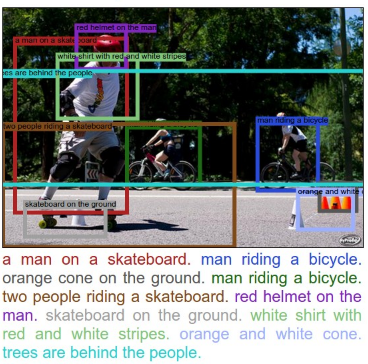 red helmet on the man
a man on a skateboard
white shirt with red and white stripes
trees are behind the people
two people riding a skateboard
man riding a bicycle
orange and white c
skateboard on the ground
a man on a skateboard. man riding a bicycle.
orange cone on the ground. man riding a bicycle.
two people riding a skateboard. red helmet on the
man. skateboard on the ground. white shirt with
red and white stripes. orange and white cone.
trees are behind the people.